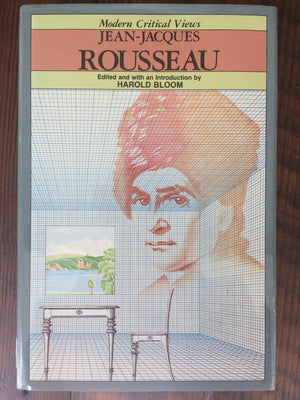 Modern Critical Views
JEAN-JACQUES
ROUSSEAU
Edited and with an Introduction by
HAROLD BLOOM